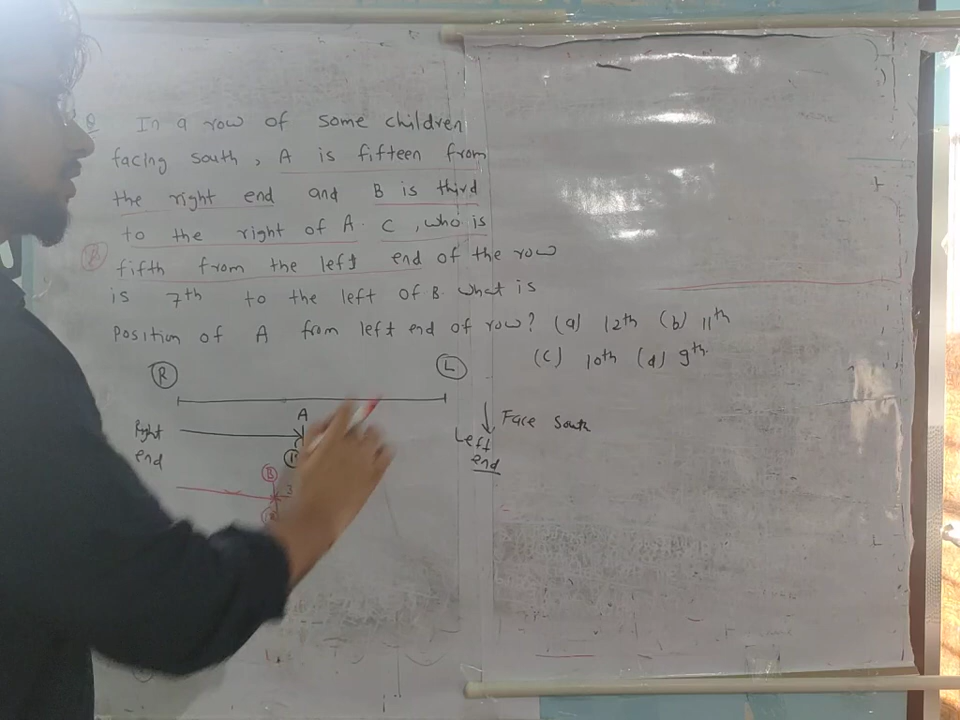 Q In a row of some children
facing south, A is fifteen from
the right end and B is third
to the right of A. C, who is
fifth from the left end of the row
is 7th to the left of B. what is
position of A from left end of row? (a) 12th (b) 11th
(c) 10th (d) 9th.
R L
A
Right
end
Face south
Left
end
B
3